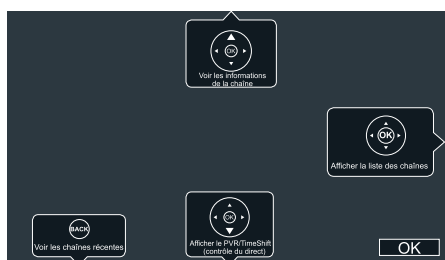 OK
Voir les informations
de la chaîne
OK
Afficher la liste des chaînes
BACK
Voir les chaînes récentes
OK
Afficher le PVR/TimeShift
(contrôle du direct)
OK